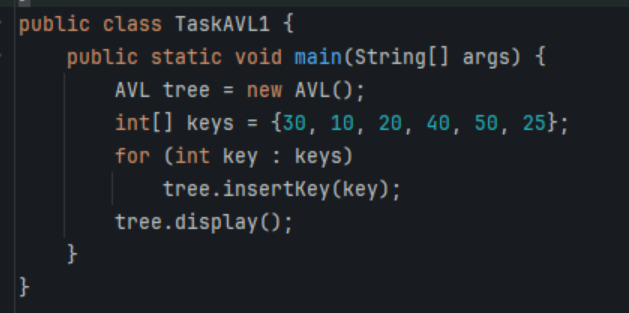 public class TaskAVL1 {
    public static void main(String[] args) {
        AVL tree = new AVL();
        int[] keys = {30, 10, 20, 40, 50, 25};
        for (int key : keys)
            tree.insertKey(key);
        tree.display();
    }
}